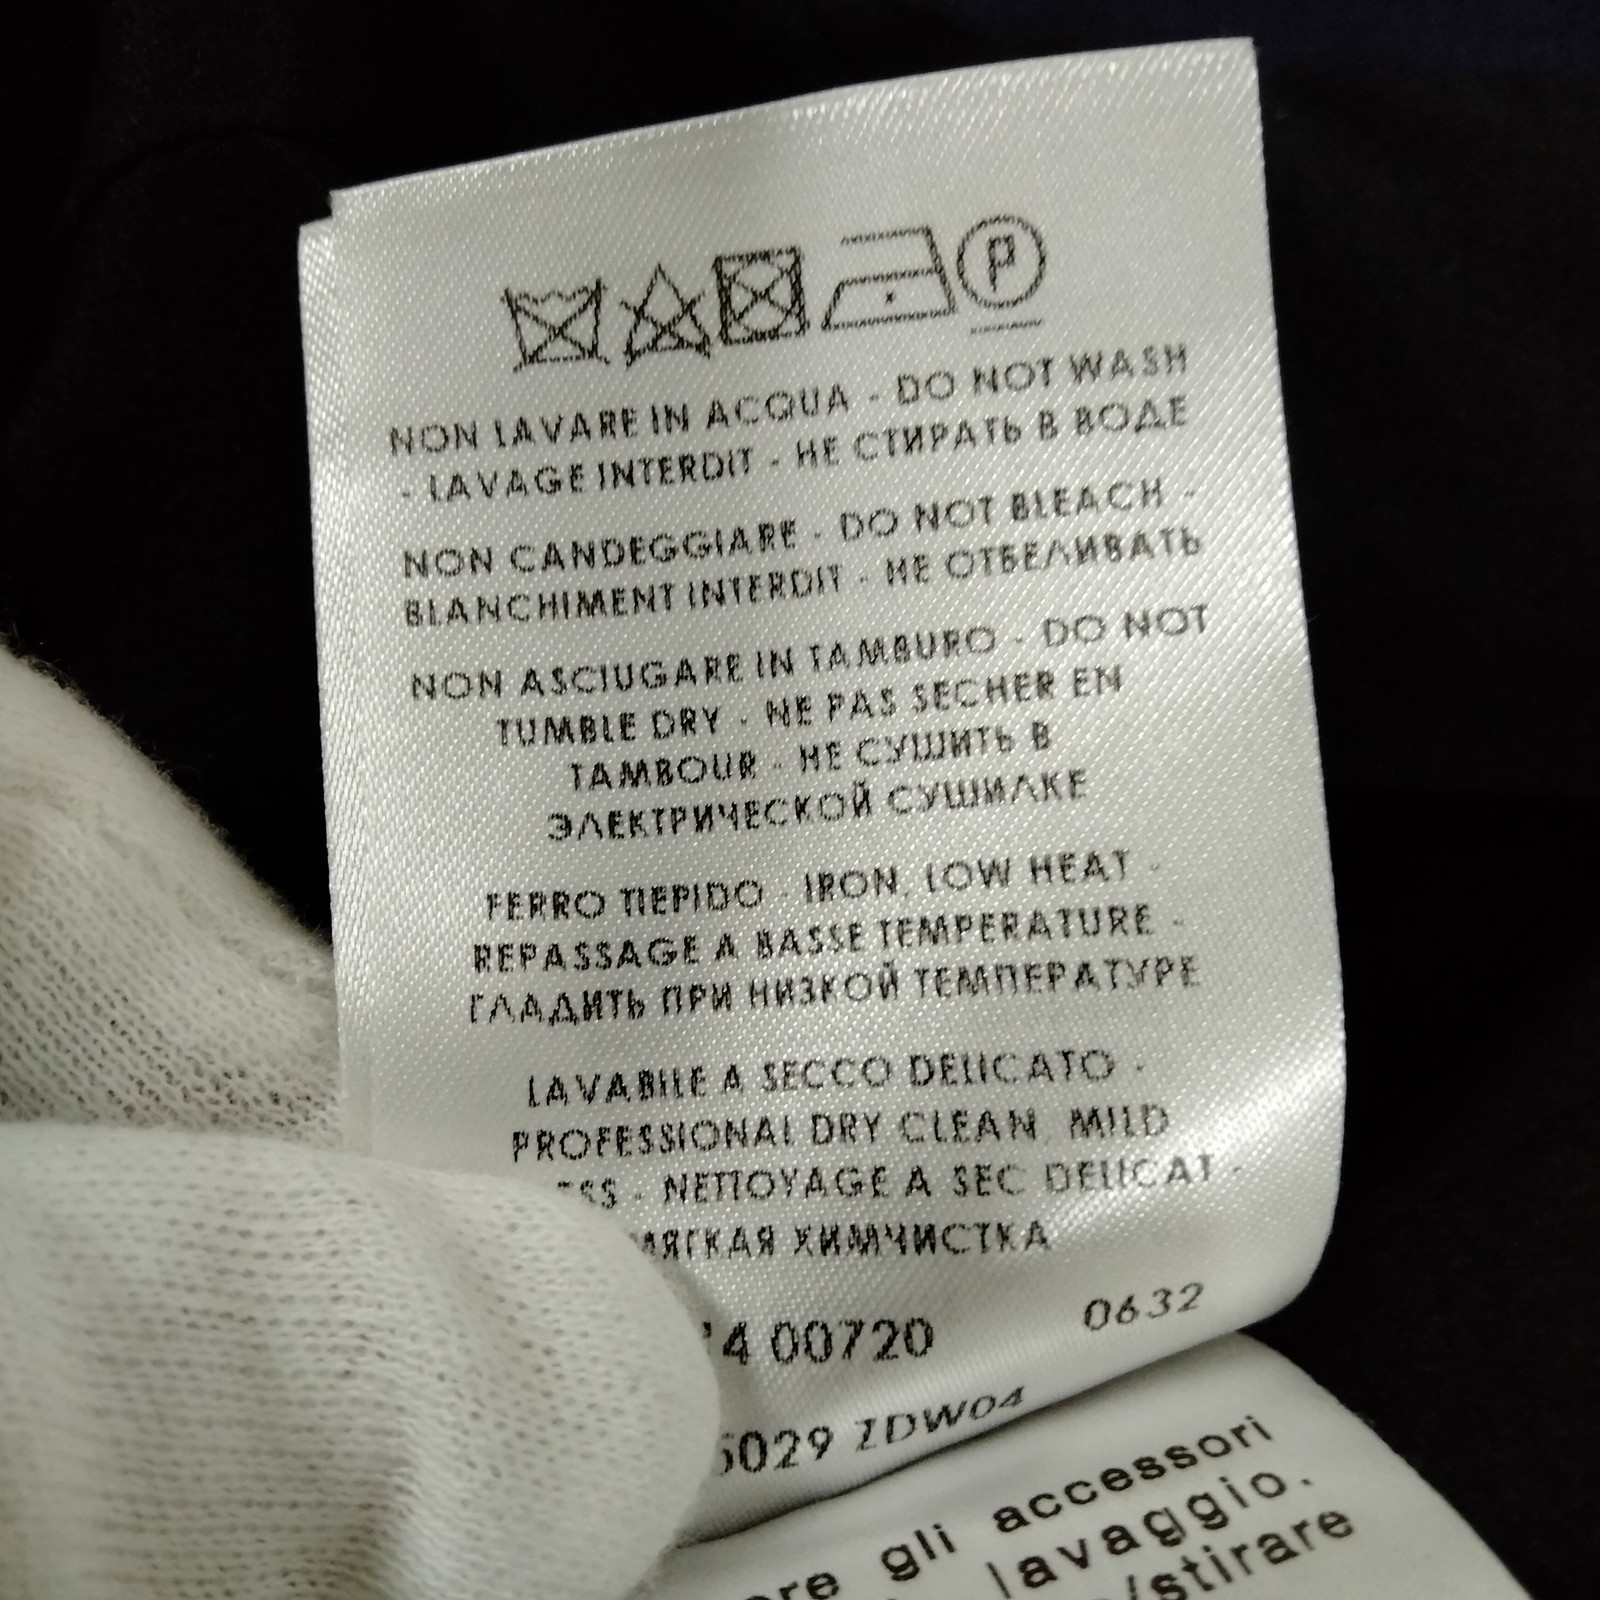 P
NON LAVARE IN ACQUA - DO NOT WASH
- LAVAGE INTERDIT - НЕ СТИРАТЬ В ВОДЕ
NON CANDEGGIARE - DO NOT BLEACH -
BLANCHIMENT INTERDIT - НЕ ОТБЕЛИВАТЬ
NON ASCIUGARE IN TAMBURO - DO NOT
TUMBLE DRY - NE PAS SECHER EN
TAMBOUR - НЕ СУШИТЬ В
ЭЛЕКТРИЧЕСКОЙ СУШИЛКЕ
FERRO TIEPIDO - IRON, LOW HEAT -
REPASSAGE A BASSE TEMPERATURE -
ГЛАДИТЬ ПРИ НИЗКОЙ ТЕМПЕРАТУРЕ
LAVABILE A SECCO DELICATO -
PROFESSIONAL DRY CLEAN, MILD
ESS - NETTOYAGE A SEC DELICAT -
МЯГКАЯ ХИМЧИСТКА
4 00720 0632
5029 ZDW04
ore gli accessori
lavaggio.
/stirare